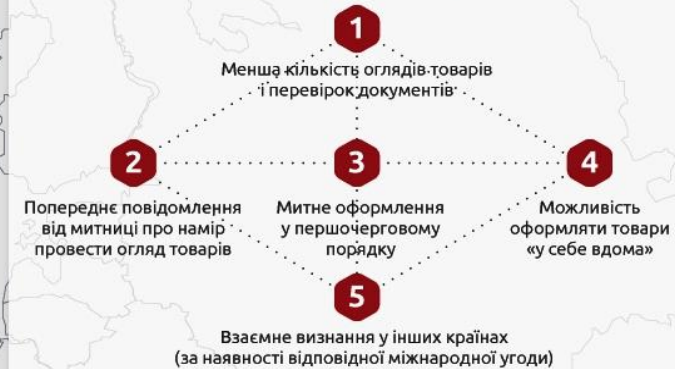 1
Менша кількість оглядів товарів
і перевірок документів
2
Попереднє повідомлення
від митниці про намір
провести огляд товарів
3
Митне оформлення
у першочерговому
порядку
4
Можливість
оформляти товари
«у себе вдома»
5
Взаємне визнання у інших країнах
(за наявності відповідної міжнародної угоди)